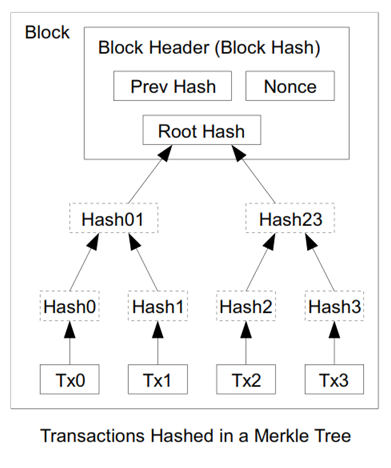 Block
Block Header (Block Hash)
Prev Hash Nonce
Root Hash
Hash01 Hash23
Hash0 Hash1 Hash2 Hash3
Tx0 Tx1 Tx2 Tx3
Transactions Hashed in a Merkle Tree